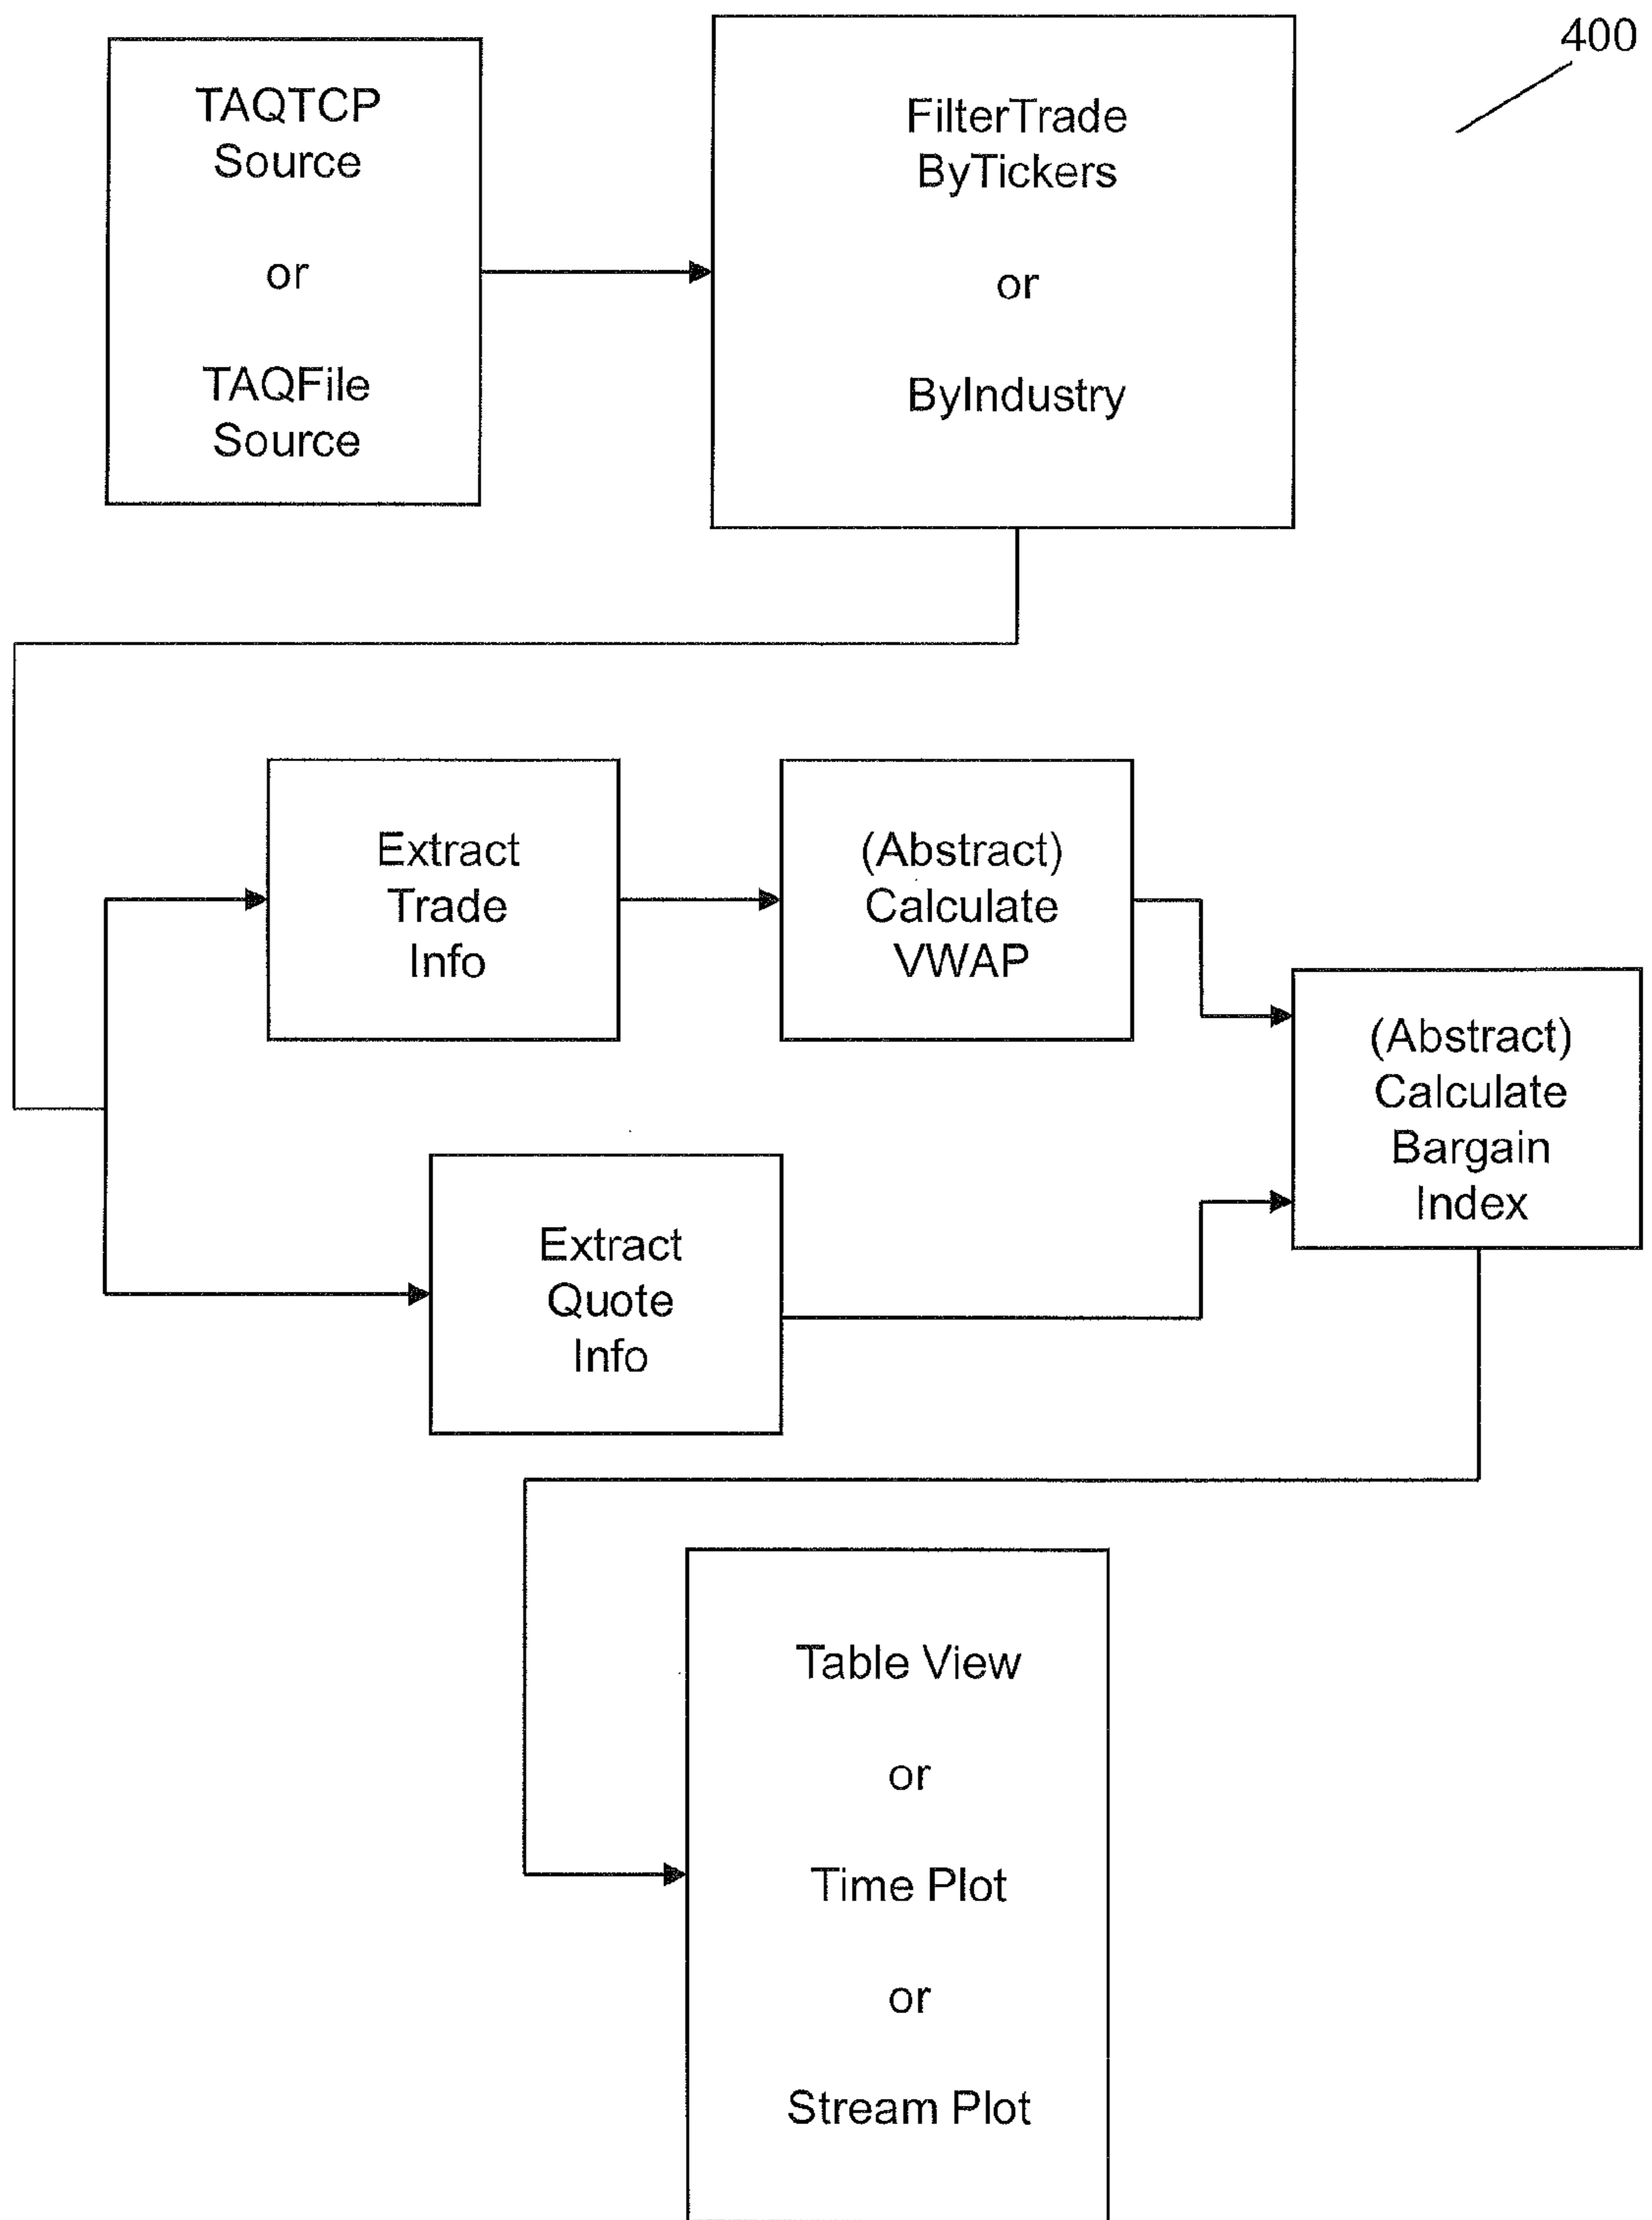 400
TAQTCP
Source
or
TAQFile
Source
FilterTrade
ByTickers
or
ByIndustry
Extract
Trade
Info
(Abstract)
Calculate
VWAP
(Abstract)
Calculate
Bargain
Index
Extract
Quote
Info
Table View
or
Time Plot
or
Stream Plot